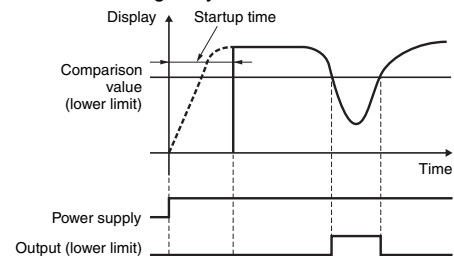 Display
Startup time
Comparison
value
(lower limit)
Time
Power supply
Output (lower limit)